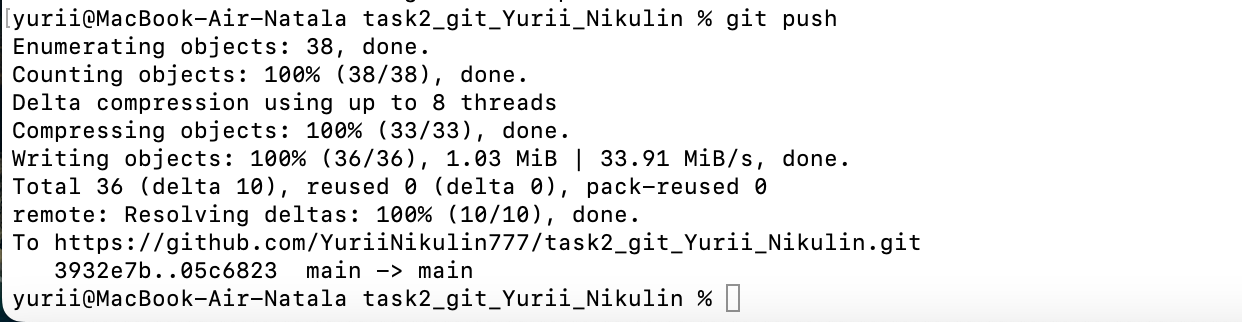 [yurii@MacBook-Air-Natala task2_git_Yurii_Nikulin % git push
Enumerating objects: 38, done.
Counting objects: 100% (38/38), done.
Delta compression using up to 8 threads
Compressing objects: 100% (33/33), done.
Writing objects: 100% (36/36), 1.03 MiB | 33.91 MiB/s, done.
Total 36 (delta 10), reused 0 (delta 0), pack-reused 0
remote: Resolving deltas: 100% (10/10), done.
To https://github.com/YuriiNikulin777/task2_git_Yurii_Nikulin.git
   3932e7b..05c6823  main -> main
yurii@MacBook-Air-Natala task2_git_Yurii_Nikulin %